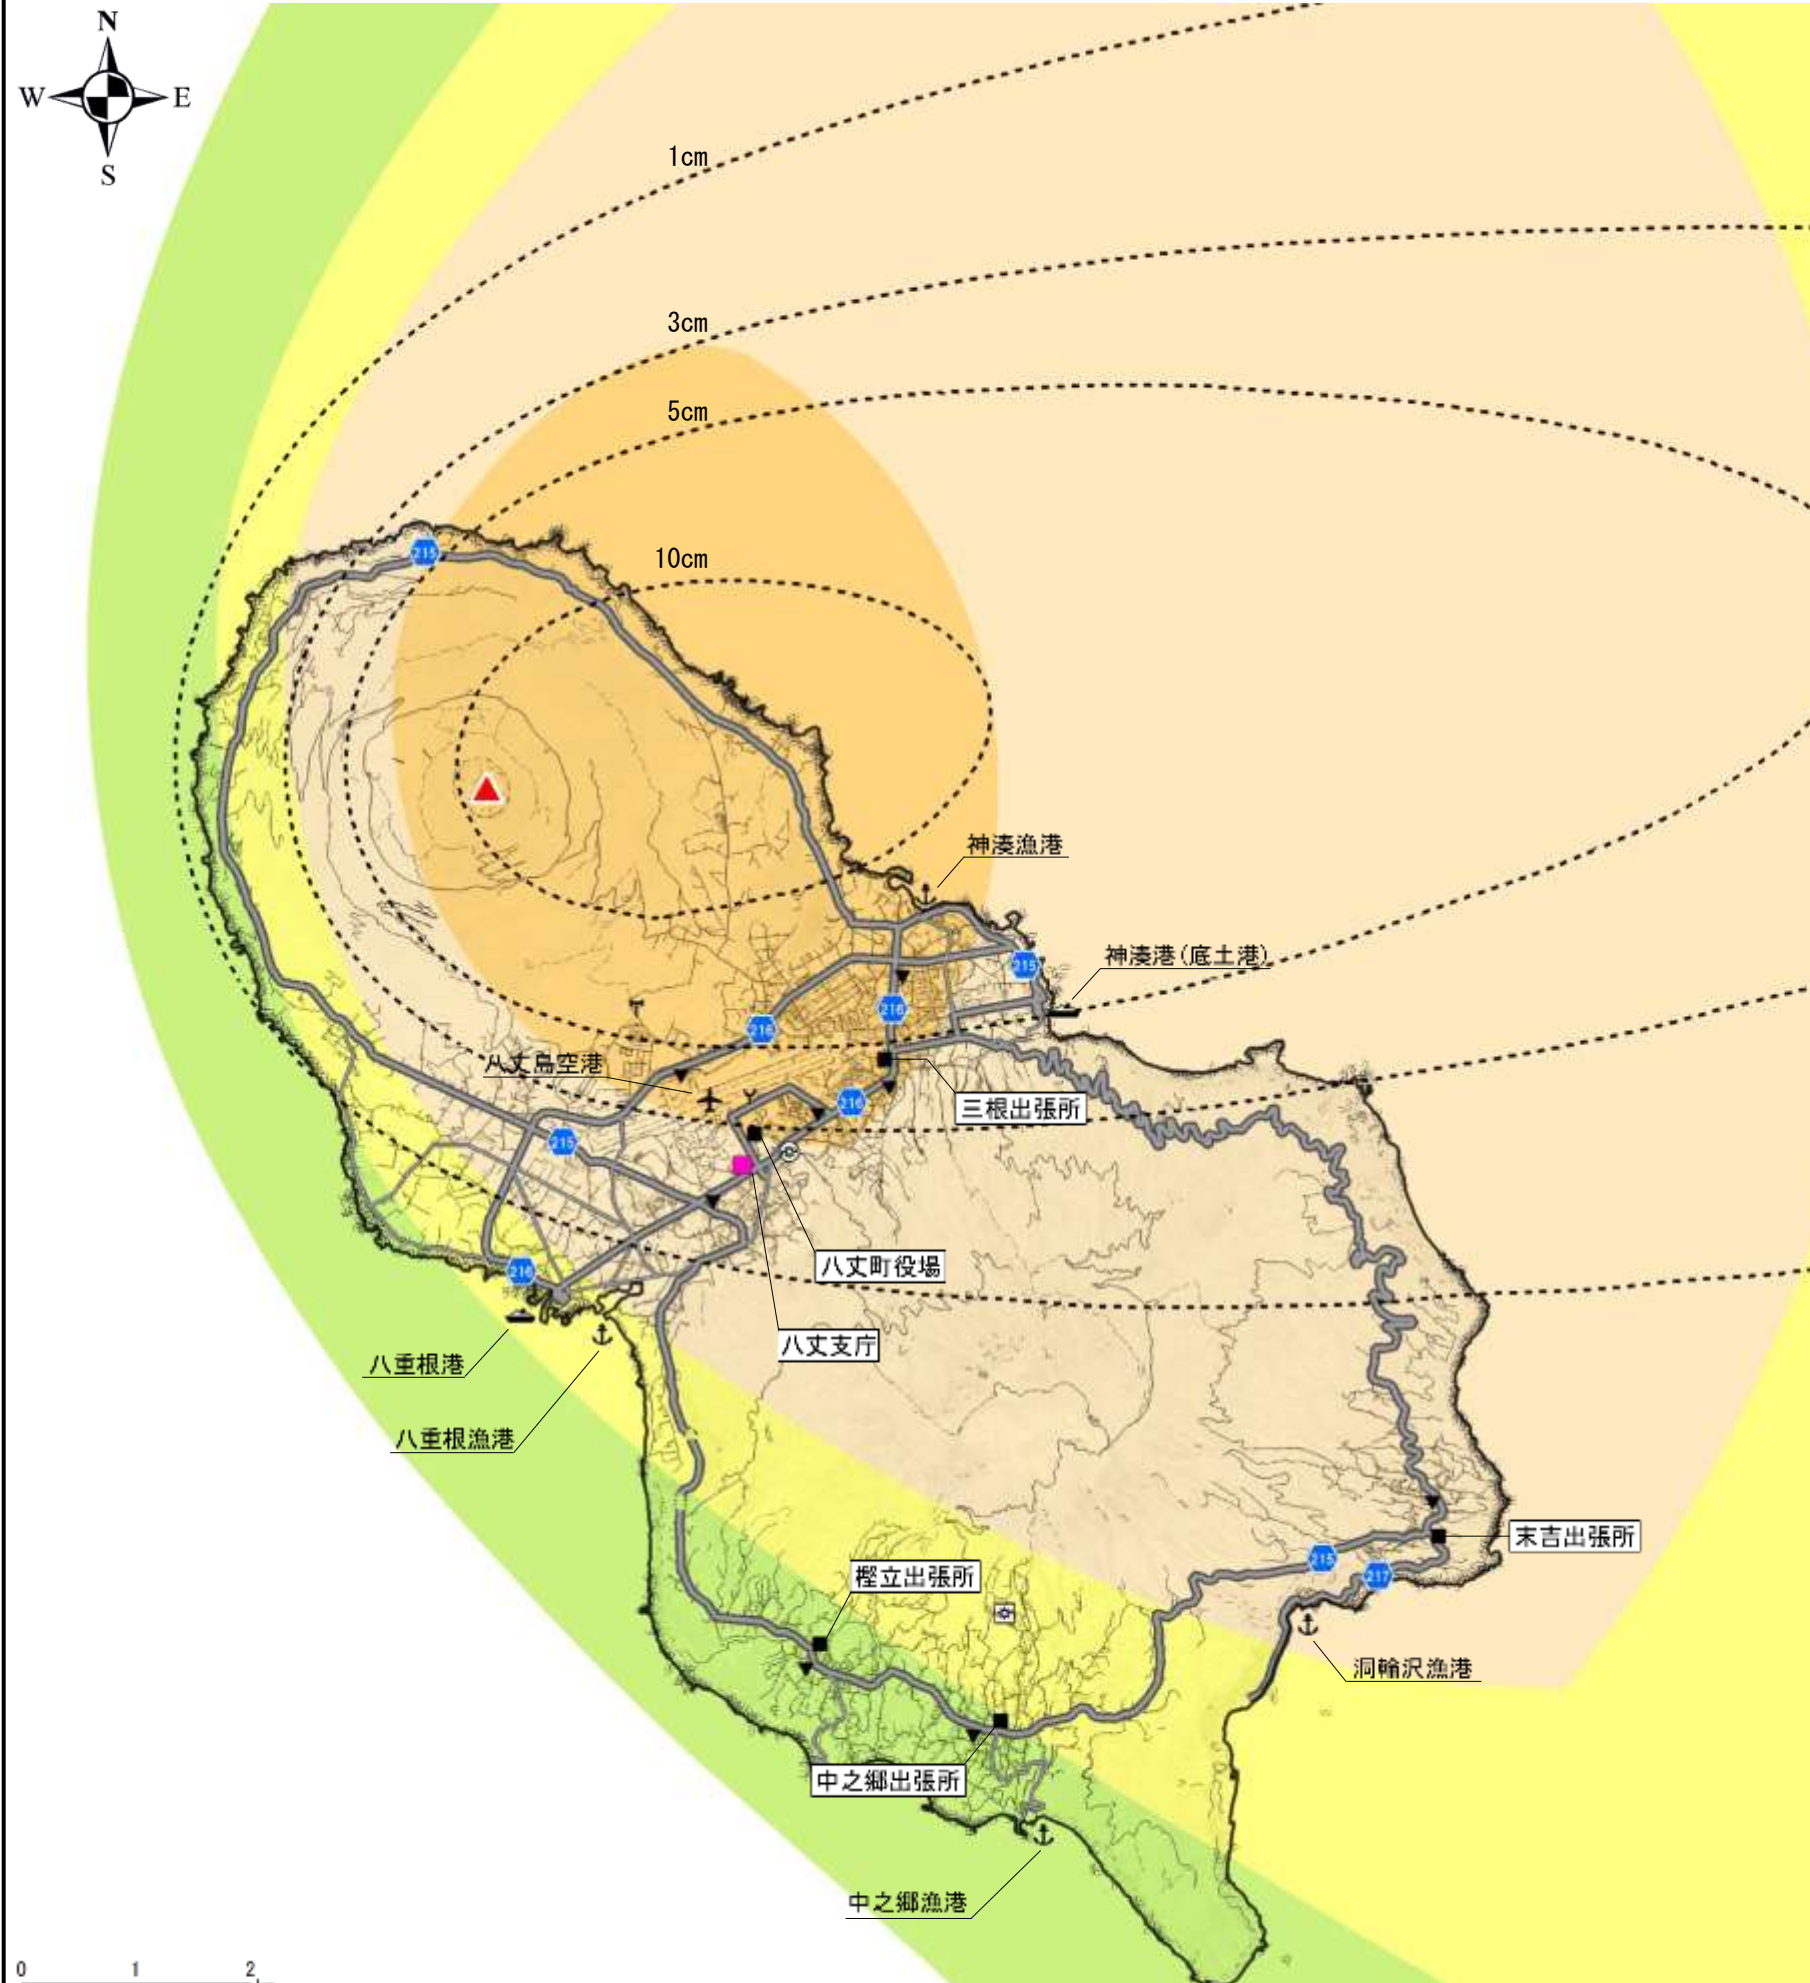 N
W E
S
1cm
3cm
5cm
215
10cm
神湊漁港
神湊港(底土港)
215
216
216
八丈島空港
216
三根出張所
215
八丈町役場
216
八丈支庁
八重根港
八重根漁港
末吉出張所
215
217
樫立出張所
洞輪沢漁港
中之郷出張所
中之郷漁港
0 1 2